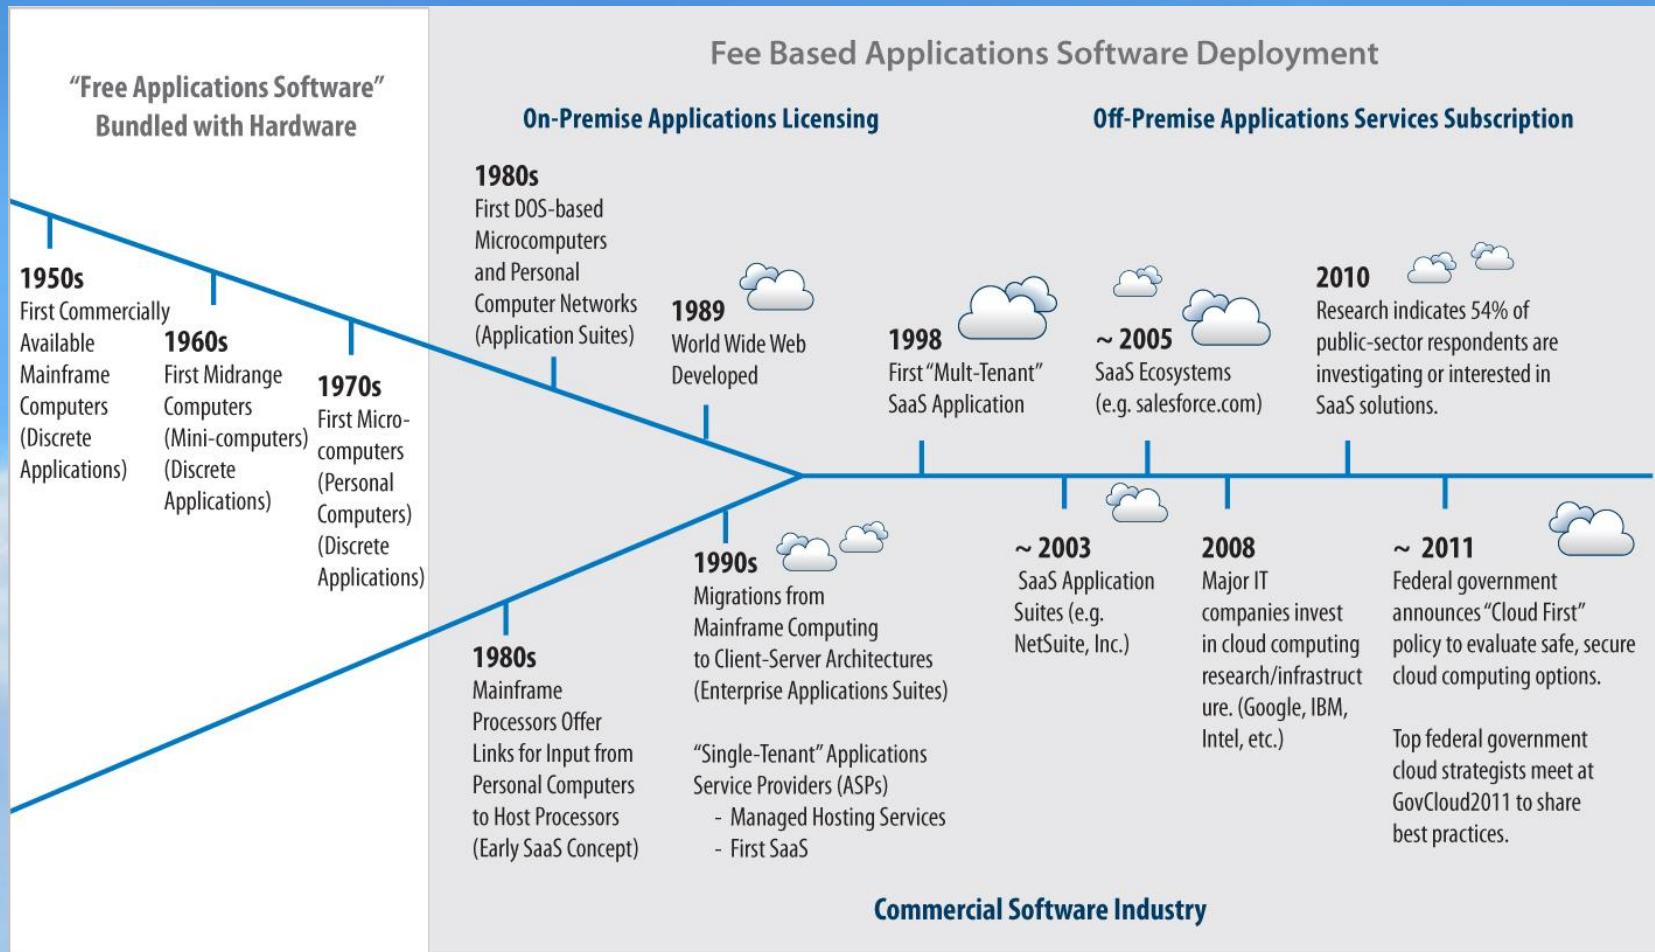 “Free Applications Software”
Bundled with Hardware
Fee Based Applications Software Deployment
On-Premise Applications Licensing
Off-Premise Applications Services Subscription
1950s
First Commercially
Available
Mainframe
Computers
(Discrete
Applications)
1960s
First Midrange
Computers
(Mini-computers)
(Discrete
Applications)
1970s
First Micro-
computers
(Personal
Computers)
(Discrete
Applications)
1980s
First DOS-based
Microcomputers
and Personal
Computer Networks
(Application Suites)
1989
World Wide Web
Developed
1998
First “Mult-Tenant”
SaaS Application
~ 2005
SaaS Ecosystems
(e.g. salesforce.com)
2010
Research indicates 54% of
public-sector respondents are
investigating or interested in
SaaS solutions.
1980s
Mainframe
Processors Offer
Links for Input from
Personal Computers
to Host Processors
(Early SaaS Concept)
1990s
Migrations from
Mainframe Computing
to Client-Server Architectures
(Enterprise Applications Suites)
“Single-Tenant” Applications
Service Providers (ASPs)
- Managed Hosting Services
- First SaaS
~ 2003
SaaS Application
Suites (e.g.
NetSuite, Inc.)
2008
Major IT
companies invest
in cloud computing
research/infrastruct
ure. (Google, IBM,
Intel, etc.)
~ 2011
Federal government
announces “Cloud First”
policy to evaluate safe, secure
cloud computing options.
Top federal government
cloud strategists meet at
GovCloud2011 to share
best practices.
Commercial Software Industry